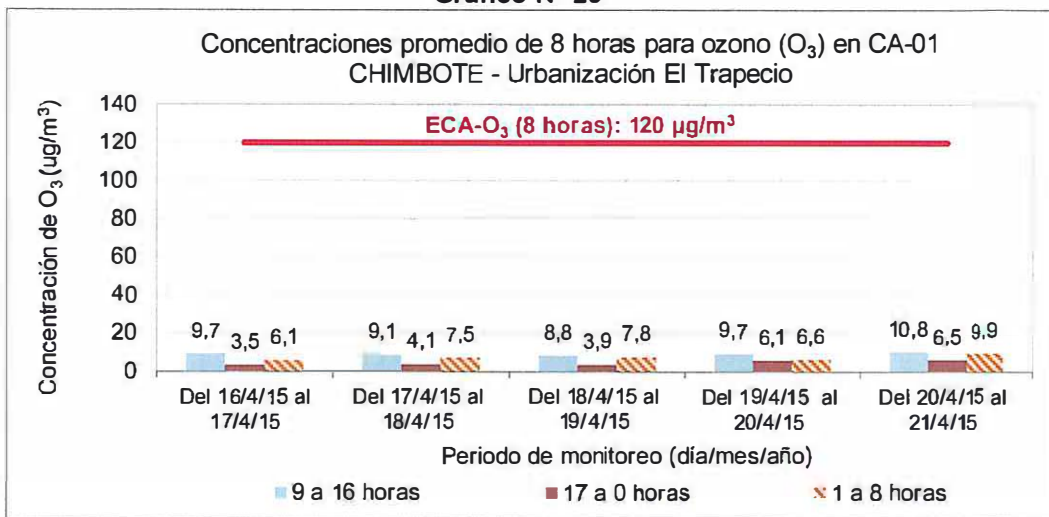 Gráfico N° 26
Concentraciones promedio de 8 horas para ozono (O₃) en CA-01
CHIMBOTE - Urbanización El Trapecio
Concentración de O₃ (ug/m³)
140
120
100
80
60
40
20
0
ECA-O₃ (8 horas): 120 µg/m³
9,7 3,5 6,1
9,1 4,1 7,5
8,8 3,9 7,8
9,7 6,1 6,6
10,8 6,5 9,9
Del 16/4/15 al
17/4/15
Del 17/4/15 al
18/4/15
Del 18/4/15 al
19/4/15
Del 19/4/15 al
20/4/15
Del 20/4/15 al
21/4/15
Periodo de monitoreo (día/mes/año)
9 a 16 horas
17 a 0 horas
1 a 8 horas